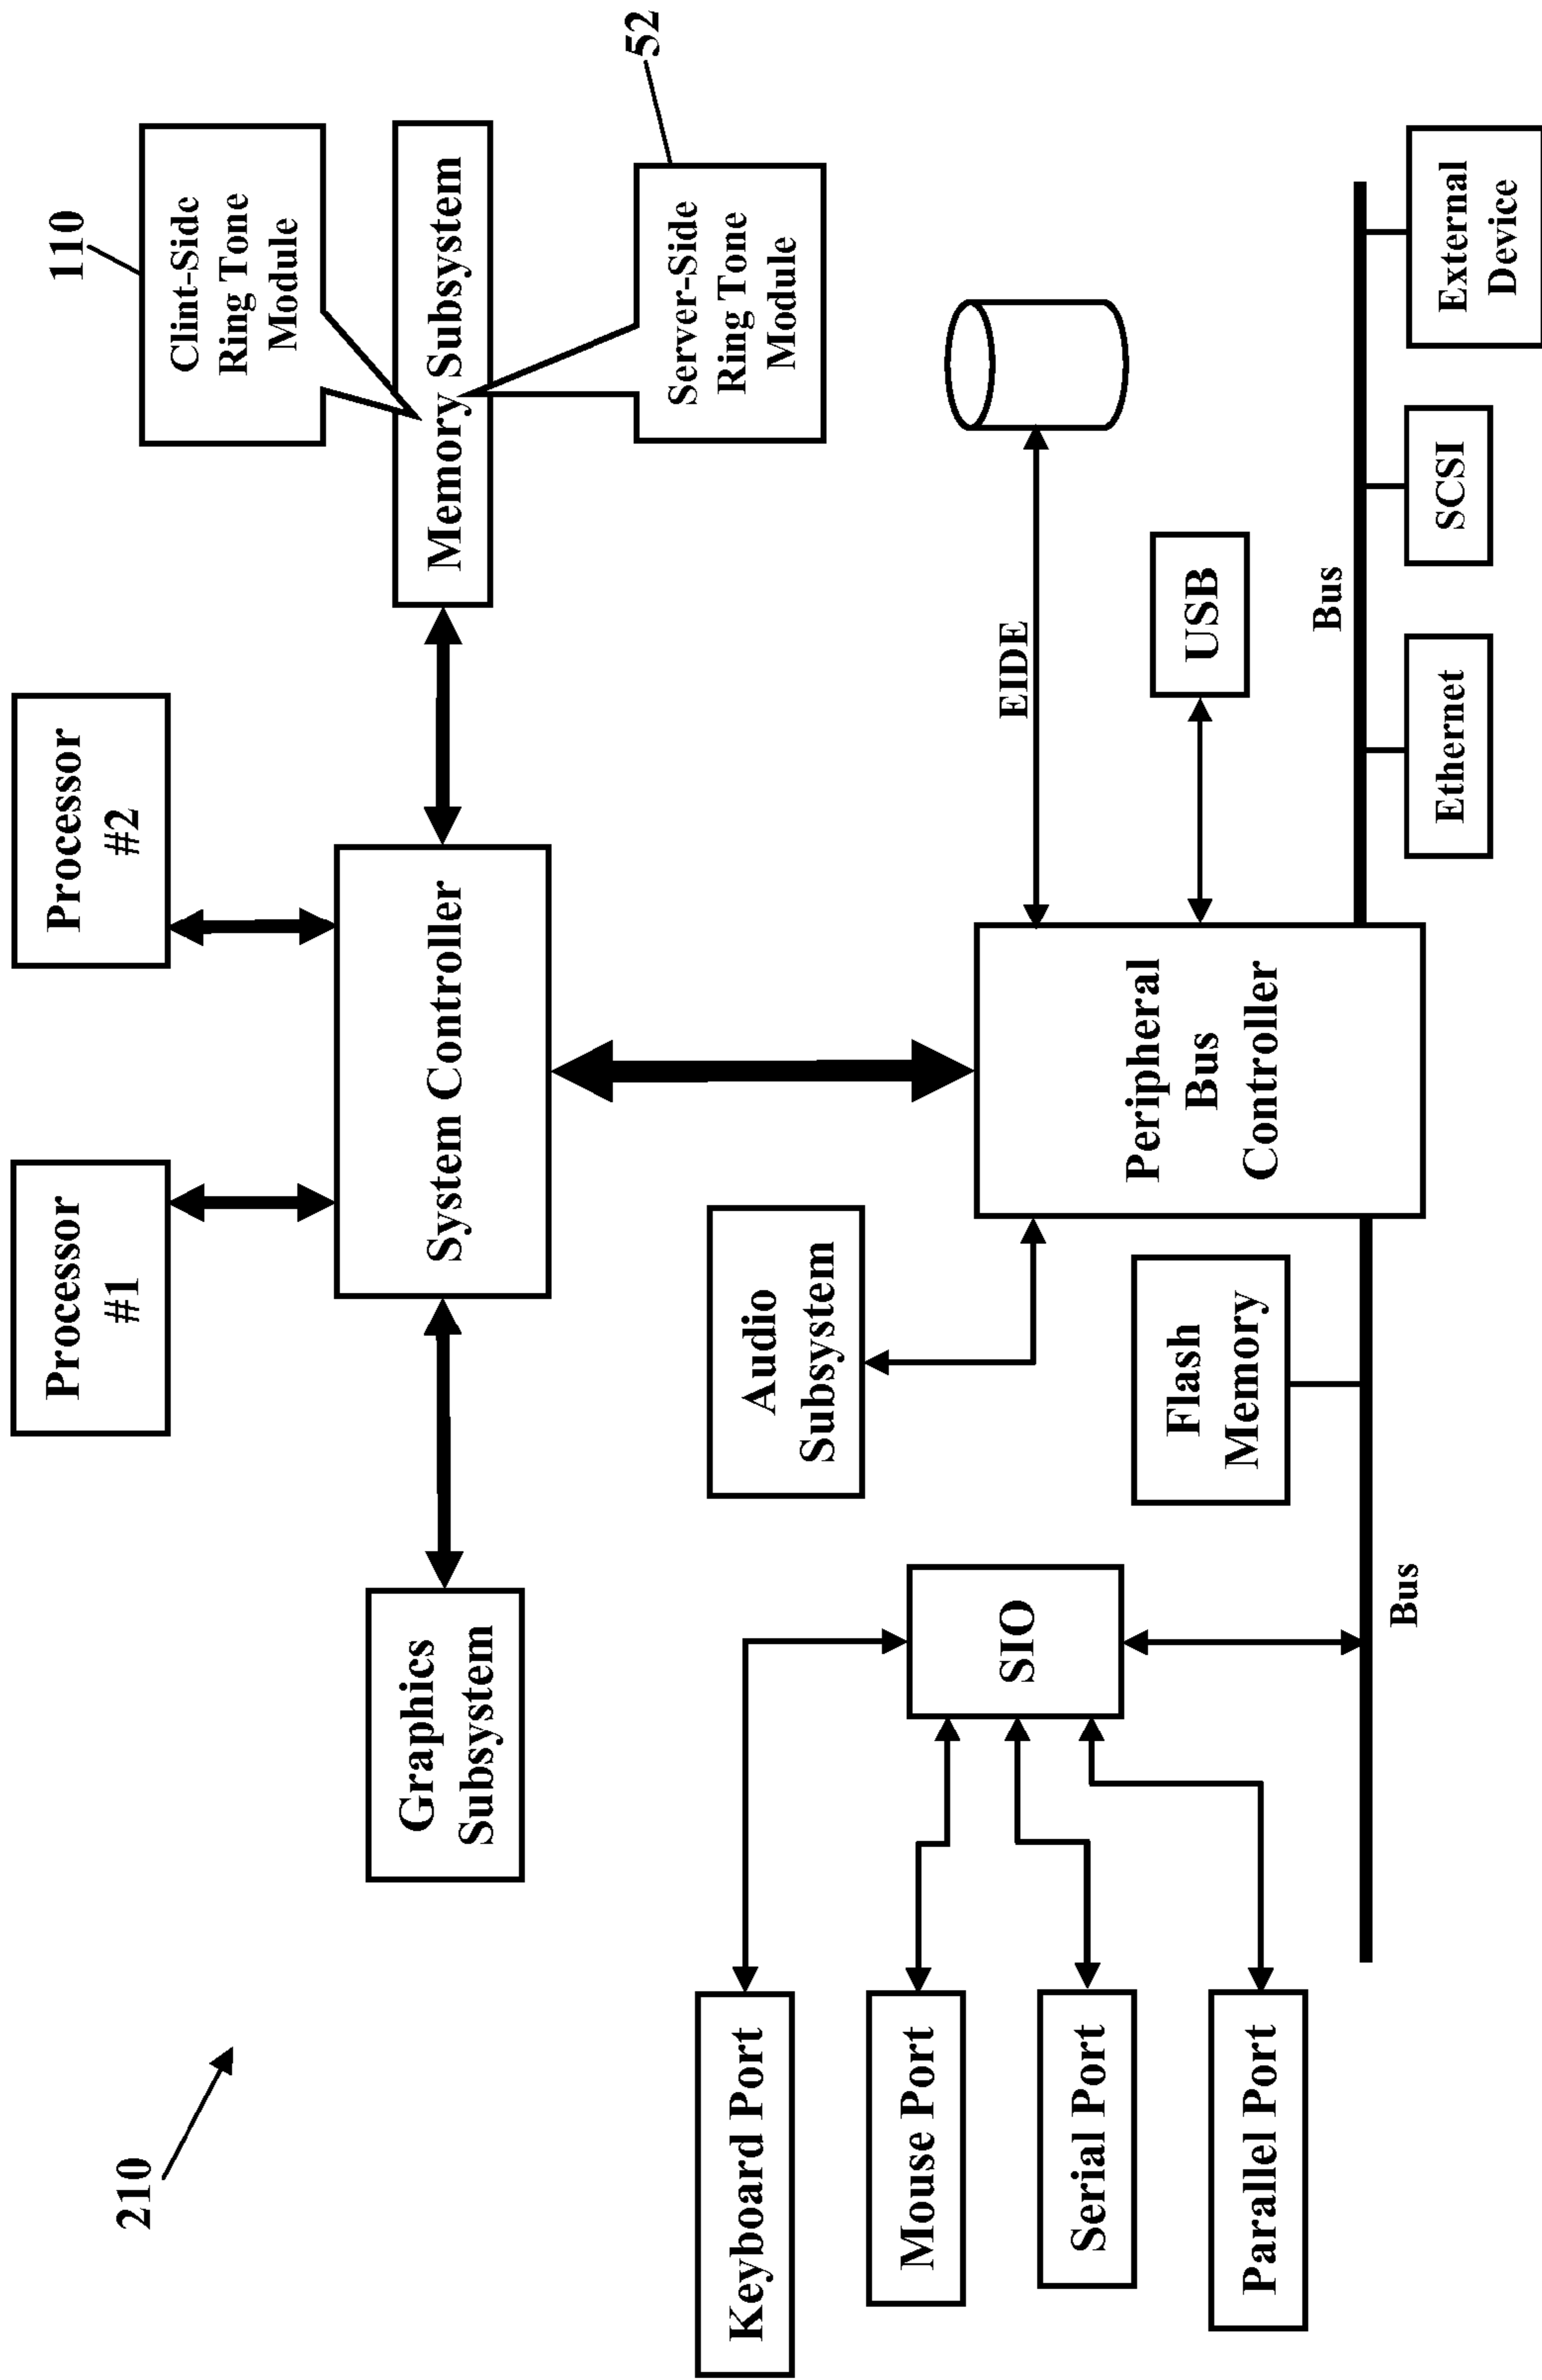 210
Processor
#1
Processor
#2
110
Clint-Side
Ring Tone
Module
Graphics
Subsystem
System Controller
Memory Subsystem
52
Server-Side
Ring Tone
Module
Keyboard Port
Mouse Port
Serial Port
Parallel Port
SIO
Audio
Subsystem
Flash
Memory
Peripheral
Bus
Controller
EIDE
USB
Bus
Bus
Ethernet
SCSI
External
Device